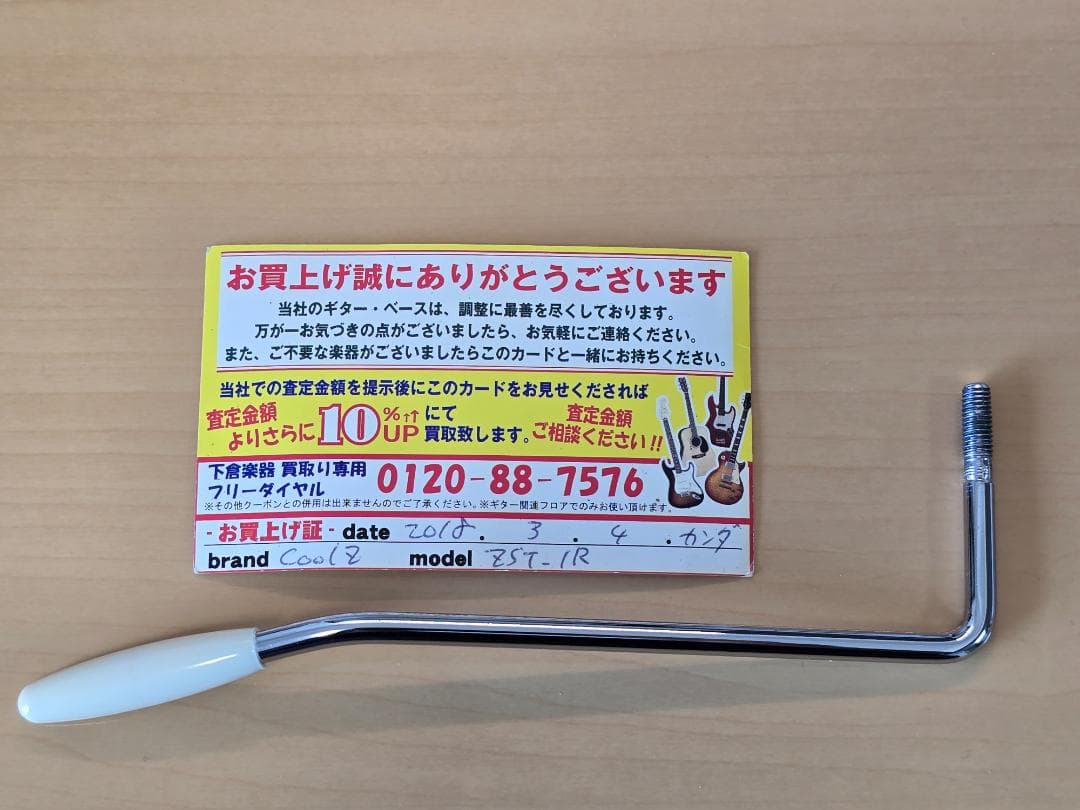 お買上げ誠にありがとうございます
当社のギター・ベースは、調整に最善を尽くしております。
万が一お気づきの点がございましたら、お気軽にご連絡ください。
また、ご不要な楽器がございましたらこのカードと一緒にお持ちください。
当社での査定金額を提示後にこのカードをお見せくだされば
査定金額よりさらに10%↑↑UPにて買取致します。査定金額ご相談ください!!
下倉楽器 買取り専用フリーダイヤル 0120-88-7576
※その他クーポンとの併用は出来ませんのでご了承ください。※ギター関連フロアでのみお使い頂けます。
- お買上げ証 - date 2018. 3. 4. カンダ
brand CoolZ model ZST-1R